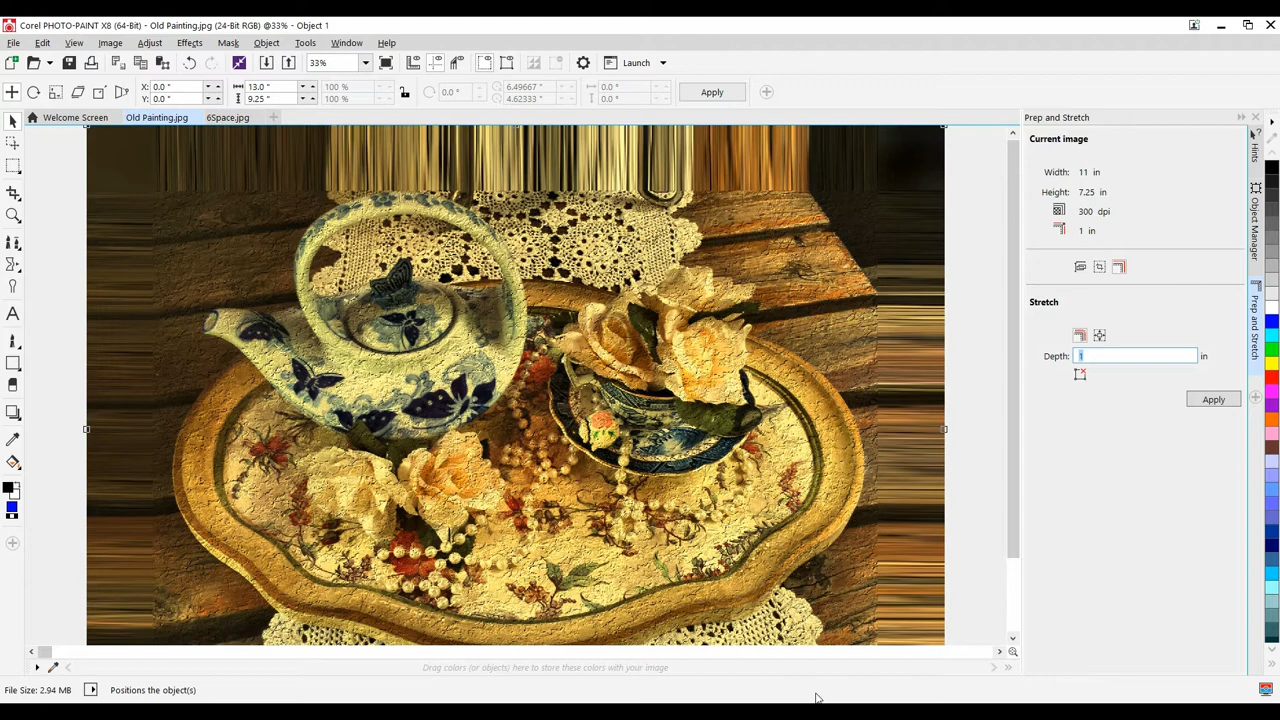 Corel PHOTO-PAINT X8 (64-Bit) - Old Painting.jpg (24-Bit RGB) @33% - Object 1
File Edit View Image Adjust Effects Mask Object Tools Window Help
33% Launch
X: 0.0 " 13.0 " 100 % 0.0 ° 6.49667 " 0.0 " Apply
Y: 0.0 " 9.25 " 100 % 4.62333 " 0.0 "
Welcome Screen Old Painting.jpg 6Space.jpg Prep and Stretch
Current image
Width: 11 in
Height: 7.25 in
300 dpi
1 in
Stretch
Depth: 1 in
Apply
Hints
Object Manager
Prep and Stretch
Drag colors (or objects) here to store these colors with your image
File Size: 2.94 MB Positions the object(s)